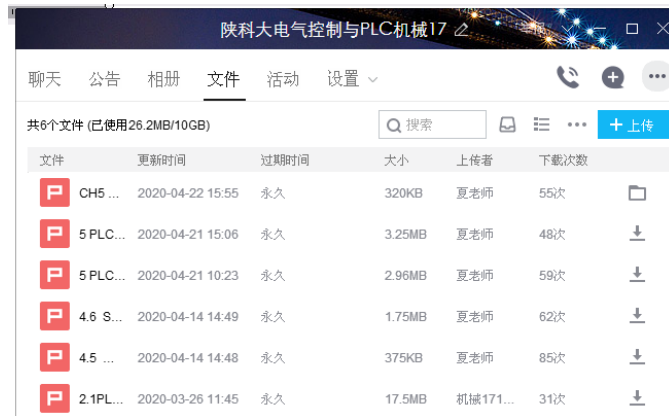 陕科大电气控制与PLC机械17
聊天 公告 相册 文件 活动 设置
共6个文件 (已使用26.2MB/10GB) 搜索 上传
文件 更新时间 过期时间 大小 上传者 下载次数
CH5 ... 2020-04-22 15:55 永久 320KB 夏老师 55次
5 PLC... 2020-04-21 15:06 永久 3.25MB 夏老师 48次
5 PLC... 2020-04-21 10:23 永久 2.96MB 夏老师 59次
4.6 S... 2020-04-14 14:49 永久 1.75MB 夏老师 62次
4.5 ... 2020-04-14 14:48 永久 375KB 夏老师 85次
2.1PL... 2020-03-26 11:45 永久 17.5MB 机械171... 31次